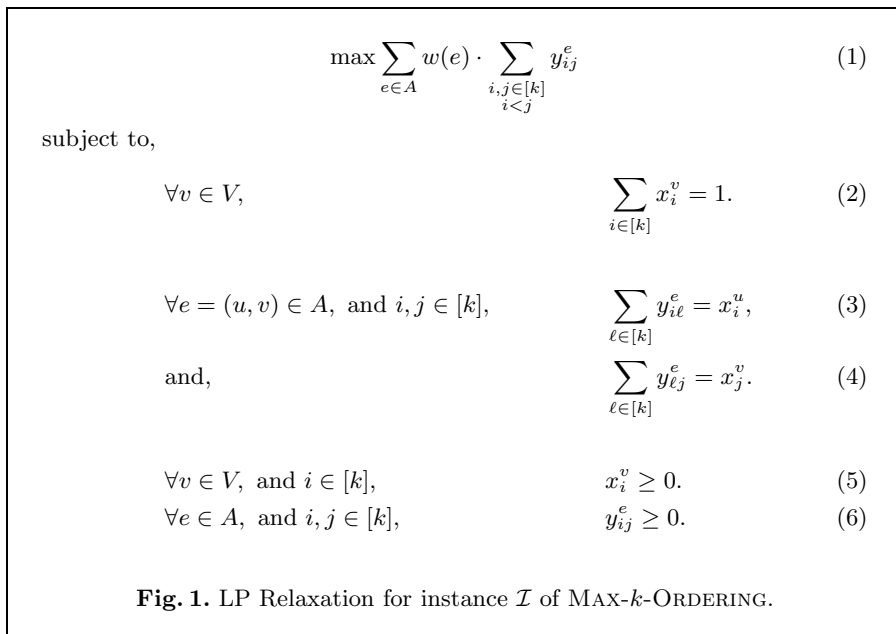 max ∑_{e∈A} w(e) · ∑_{i,j∈[k], i<j} y^e_{ij} (1)
subject to,
∀v ∈ V, ∑_{i∈[k]} x^v_i = 1. (2)
∀e = (u, v) ∈ A, and i, j ∈ [k], ∑_{ℓ∈[k]} y^e_{iℓ} = x^u_i, (3)
and, ∑_{ℓ∈[k]} y^e_{ℓj} = x^v_j. (4)
∀v ∈ V, and i ∈ [k], x^v_i ≥ 0. (5)
∀e ∈ A, and i, j ∈ [k], y^e_{ij} ≥ 0. (6)
Fig. 1. LP Relaxation for instance ℐ of MAX-k-ORDERING.